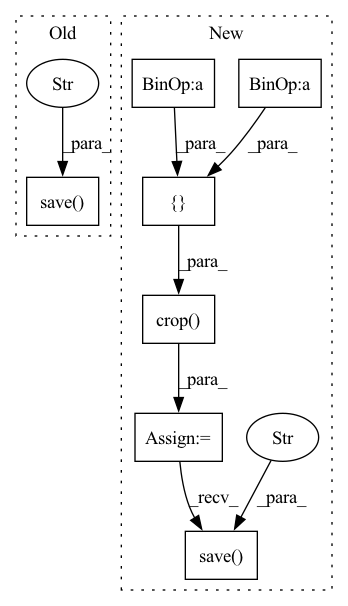 Old
New
Str
BinOp:a
BinOp:a
_para_
_para_
_para_
save()
{}
_para_
crop()
_para_
Assign:=
Str
_recv_
_para_
save()